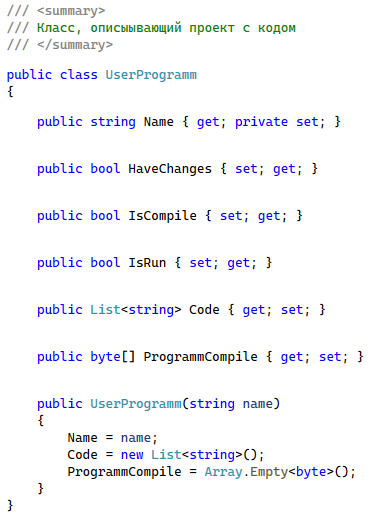 /// <summary>
/// Класс, описыывающий проект с кодом
/// </summary>
public class UserProgramm
{
public string Name { get; private set; }
public bool HaveChanges { set; get; }
public bool IsCompile { set; get; }
public bool IsRun { set; get; }
public List<string> Code { get; set; }
public byte[] ProgrammCompile { get; set; }
public UserProgramm(string name)
{
Name = name;
Code = new List<string>();
ProgrammCompile = Array.Empty<byte>();
}
}